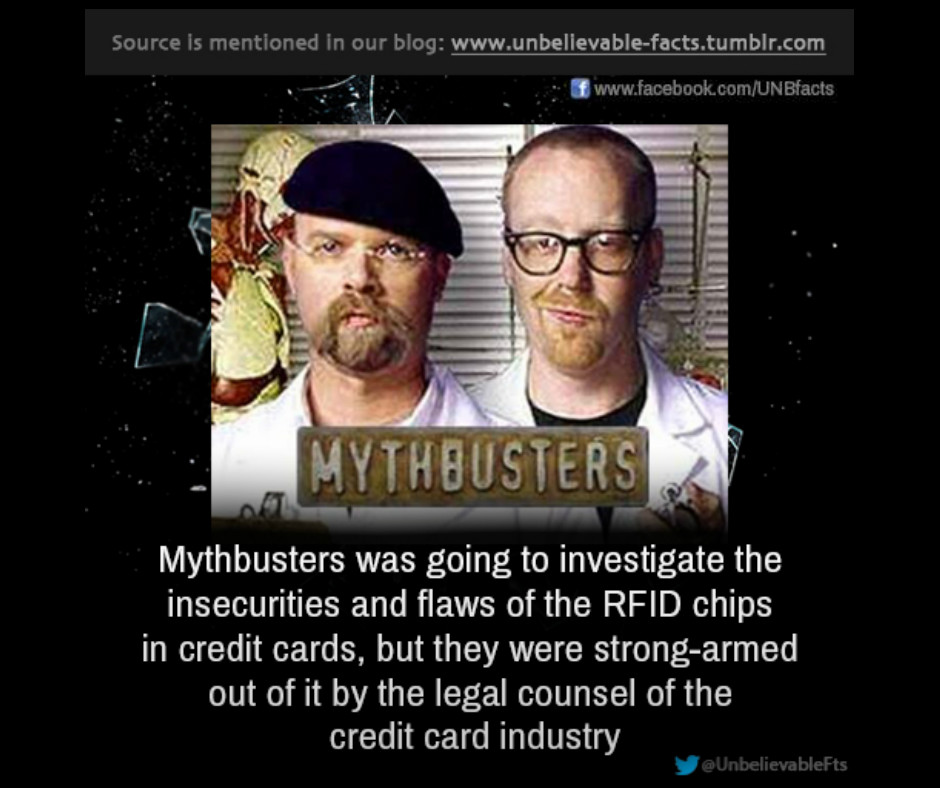 Source is mentioned in our blog: www.unbelievable-facts.tumblr.com
f www.facebook.com/UNBfacts
MYTHBUSTERS
Mythbusters was going to investigate the
insecurities and flaws of the RFID chips
in credit cards, but they were strong-armed
out of it by the legal counsel of the
credit card industry
@UnbelievableFts